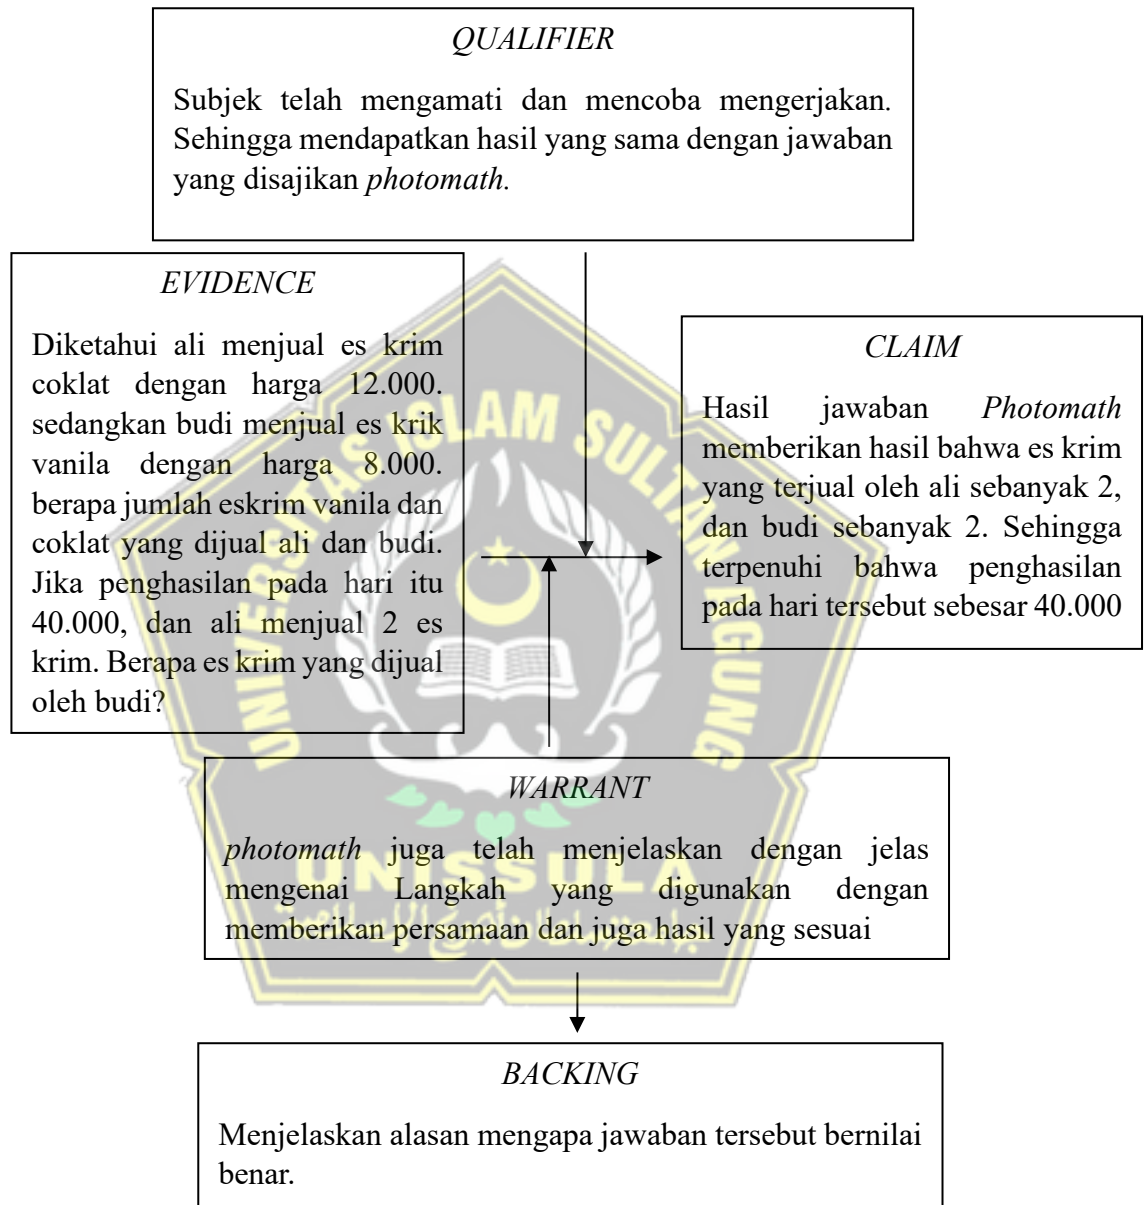 QUALIFIER
Subjek telah mengamati dan mencoba mengerjakan.
Sehingga mendapatkan hasil yang sama dengan jawaban
yang disajikan photomath.
EVIDENCE
Diketahui ali menjual es krim
coklat dengan harga 12.000.
sedangkan budi menjual es krik
vanila dengan harga 8.000.
berapa jumlah eskrim vanila dan
coklat yang dijual ali dan budi.
Jika penghasilan pada hari itu
40.000, dan ali menjual 2 es
krim. Berapa es krim yang dijual
oleh budi?
CLAIM
Hasil jawaban Photomath
memberikan hasil bahwa es krim
yang terjual oleh ali sebanyak 2,
dan budi sebanyak 2. Sehingga
terpenuhi bahwa penghasilan
pada hari tersebut sebesar 40.000
WARRANT
photomath juga telah menjelaskan dengan jelas
mengenai Langkah yang digunakan dengan
memberikan persamaan dan juga hasil yang sesuai
BACKING
Menjelaskan alasan mengapa jawaban tersebut bernilai
benar.
UNIVERSITAS ISLAM SULTAN AGUNG
UNISSULA